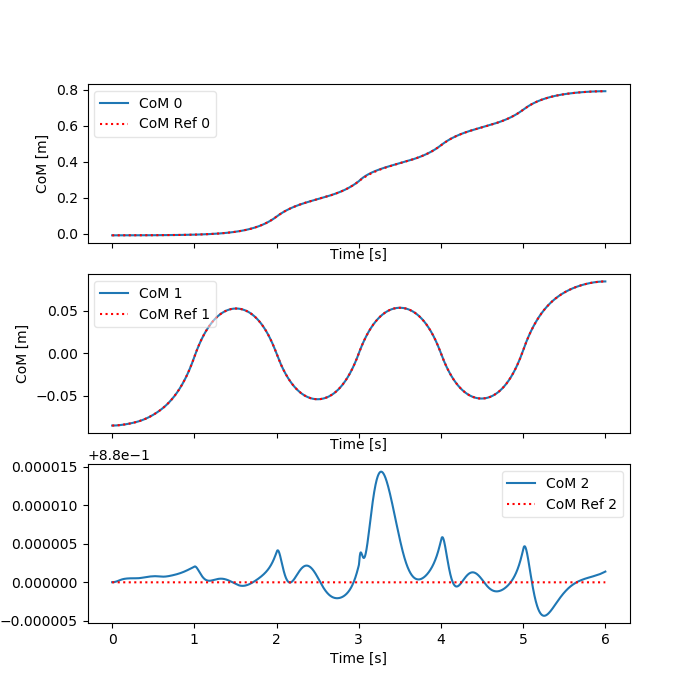 0.8
0.6
0.4
0.2
0.0
CoM [m]
CoM 0
CoM Ref 0
Time [s]
0.05
0.00
−0.05
CoM [m]
CoM 1
CoM Ref 1
Time [s]
+8.8e−1
0.000015
0.000010
0.000005
0.000000
−0.000005
CoM 2
CoM Ref 2
0 1 2 3 4 5 6
Time [s]